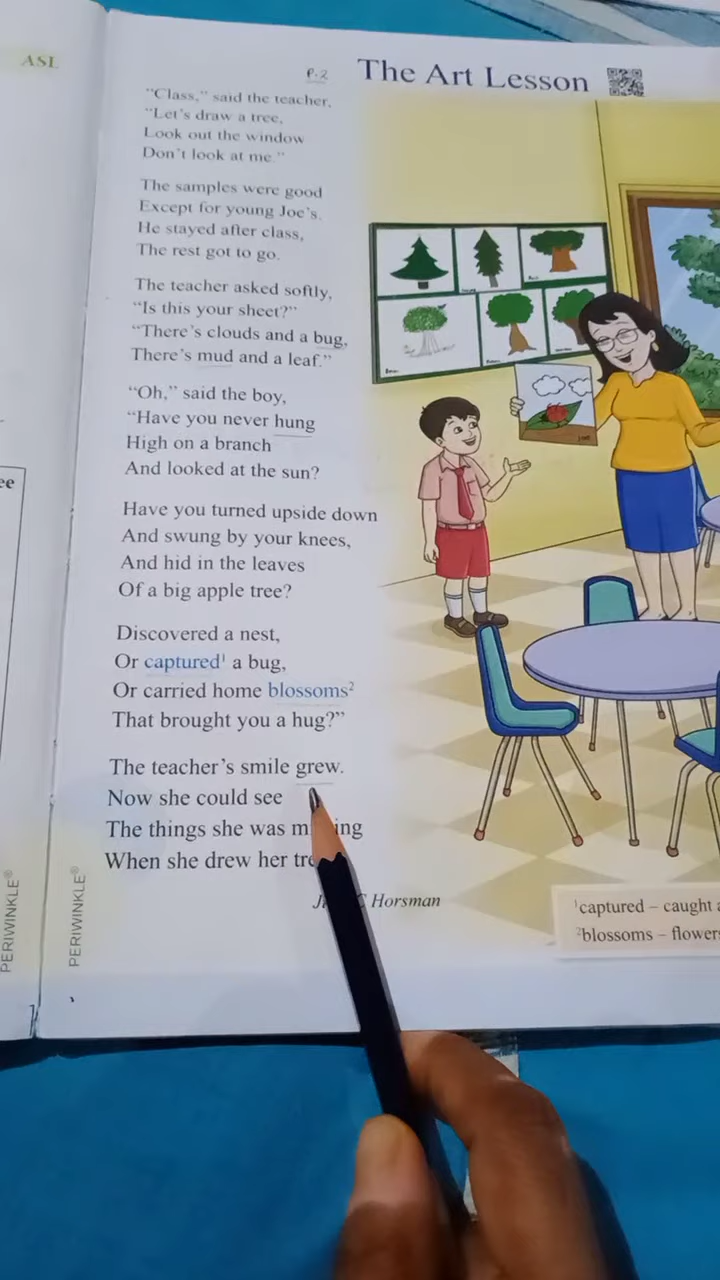 ASL
P.2
The Art Lesson
"Class," said the teacher,
"Let's draw a tree,
Look out the window
Don't look at me."
The samples were good
Except for young Joe's.
He stayed after class,
The rest got to go.
The teacher asked softly,
"Is this your sheet?"
"There's clouds and a bug,
There's mud and a leaf."
"Oh," said the boy,
"Have you never hung
High on a branch
And looked at the sun?
Have you turned upside down
And swung by your knees,
And hid in the leaves
Of a big apple tree?
Discovered a nest,
Or captured¹ a bug,
Or carried home blossoms²
That brought you a hug?"
The teacher's smile grew.
Now she could see
The things she was
When she drew her
Horsman
¹captured – caught
²blossoms – flowers
PERIWINKLE®
PERIWINKLE®